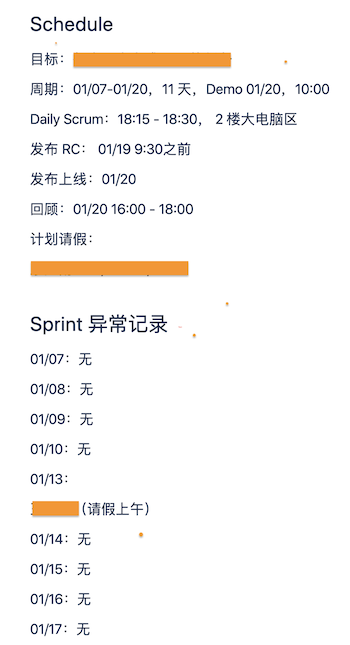 Schedule
目标：
周期：01/07-01/20，11 天，Demo 01/20，10:00
Daily Scrum：18:15 - 18:30， 2 楼大电脑区
发布 RC： 01/19 9:30之前
发布上线：01/20
回顾：01/20 16:00 - 18:00
计划请假：
Sprint 异常记录
01/07：无
01/08：无
01/09：无
01/10：无
01/13：
（请假上午）
01/14：无
01/15：无
01/16：无
01/17：无